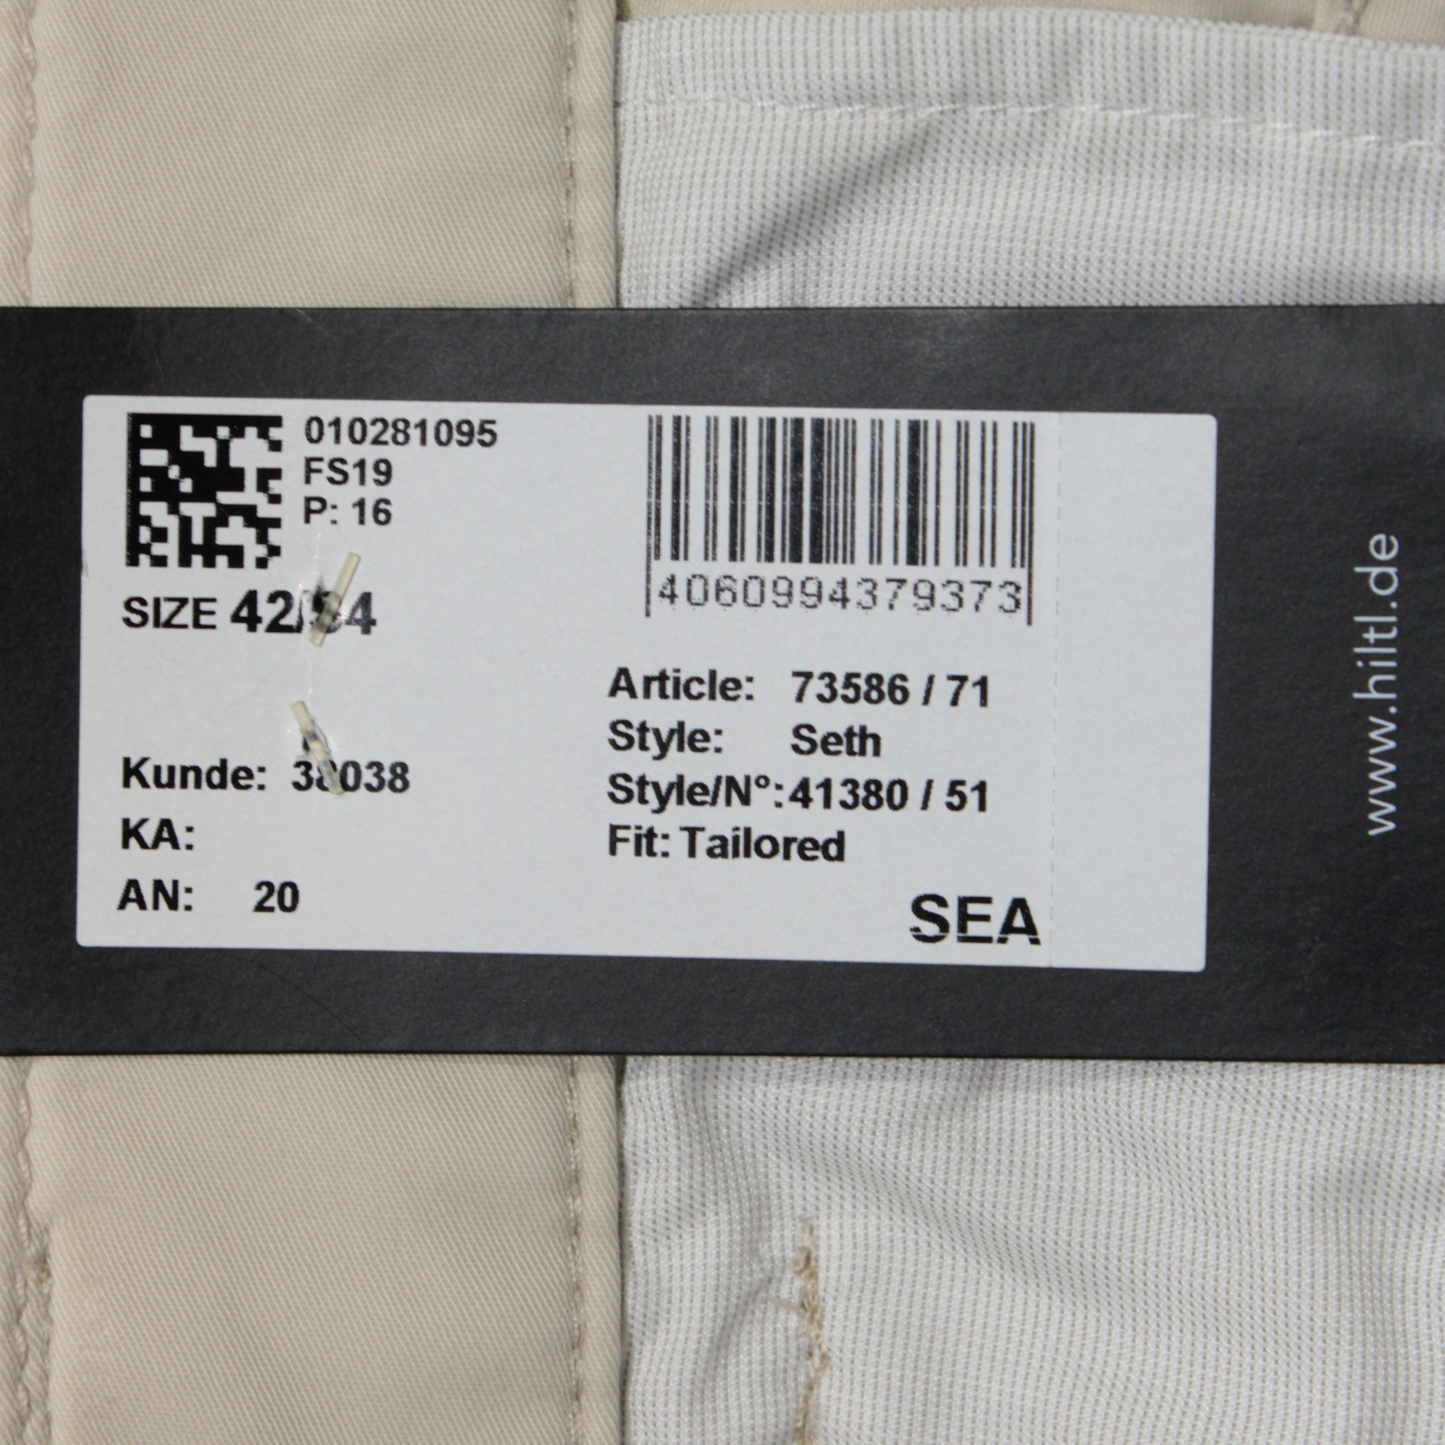 010281095
FS19
P: 16
SIZE 42/34
Kunde: 38038
KA:
AN: 20
4060994379373
Article: 73586 / 71
Style: Seth
Style/N°: 41380 / 51
Fit: Tailored
SEA
www.hiltl.de